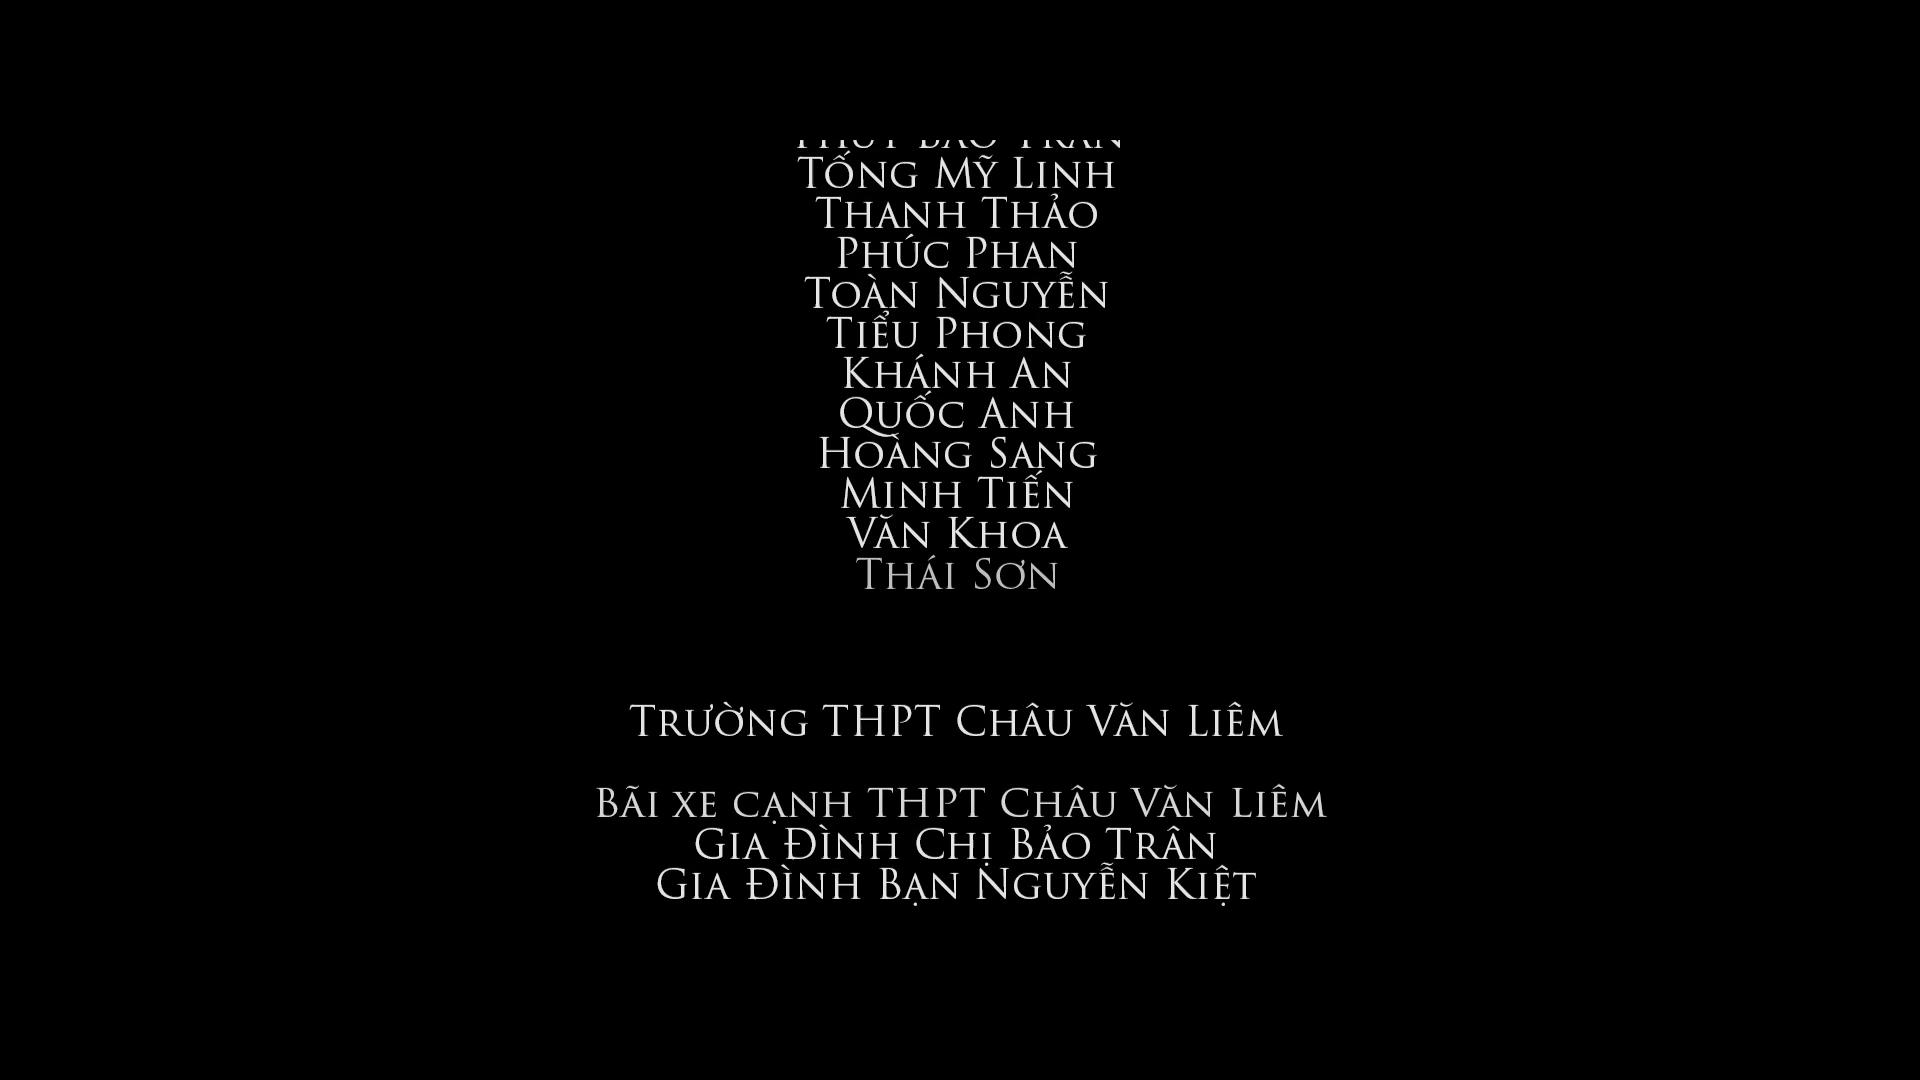 Tống Mỹ Linh
Thanh Thảo
Phúc Phan
Toàn Nguyễn
Tiểu Phong
Khánh An
Quốc Anh
Hoàng Sang
Minh Tiến
Văn Khoa
Thái Sơn
Trường THPT Châu Văn Liêm
Bãi xe cạnh THPT Châu Văn Liêm
Gia Đình Chị Bảo Trân
Gia Đình Bạn Nguyễn Kiệt